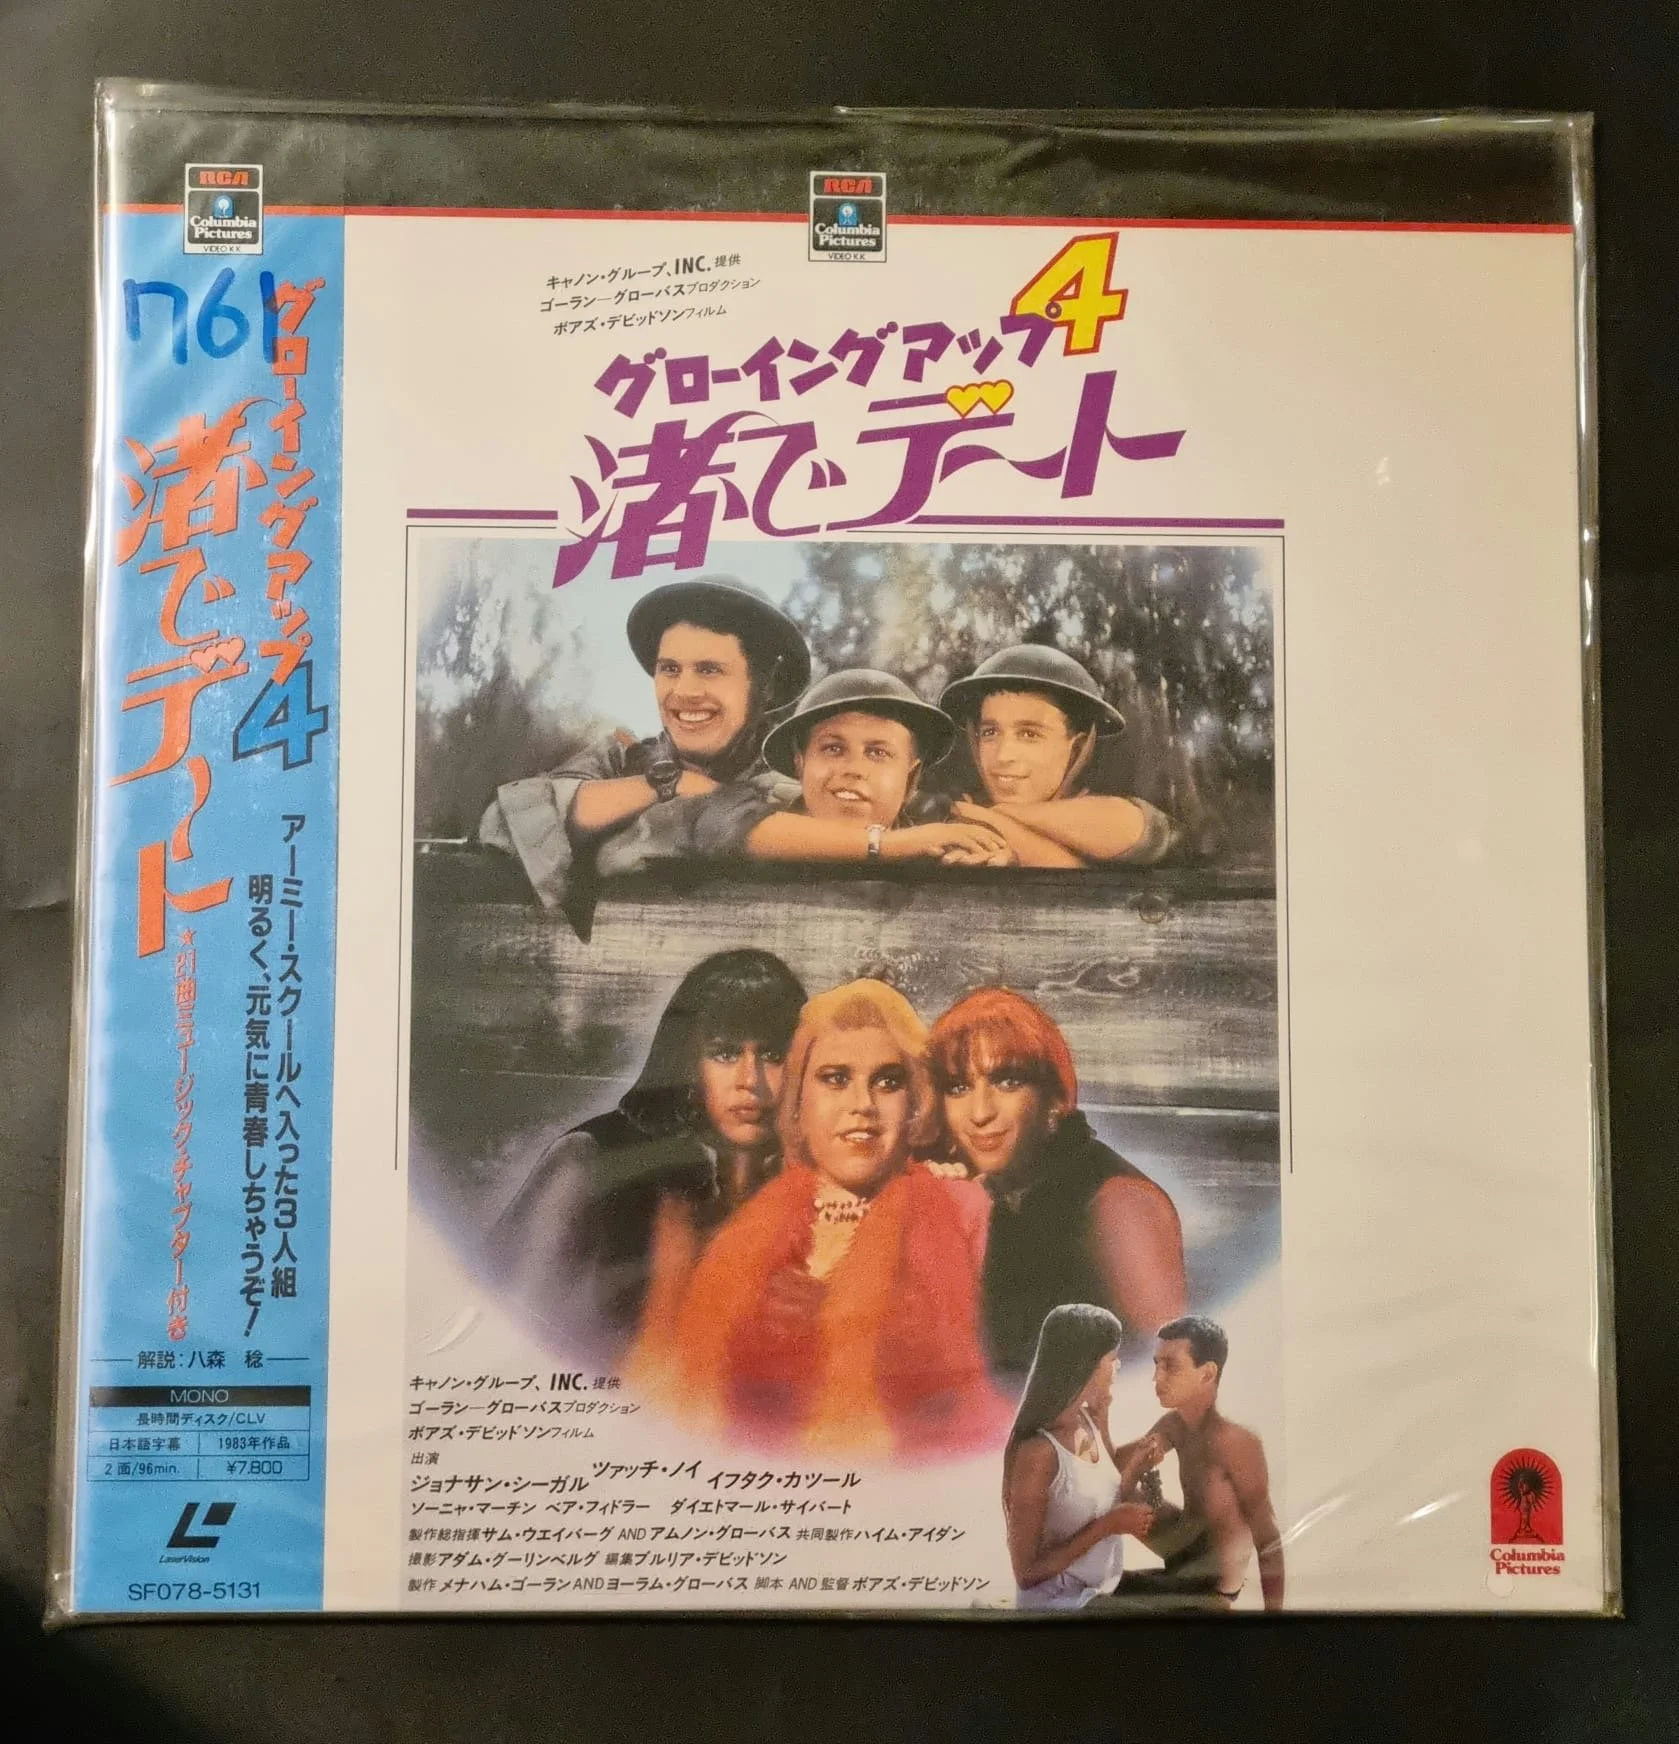 RCA
Columbia
Pictures
VIDEO K.K.
761
グローイングアップ4
渚でデート
★21曲ミュージック・チャプター付き
アーミー・スクールへ入った3人組
明るく、元気に青春しちゃうぞ!
解説:八森 稔
MONO
長時間ディスク/CLV
日本語字幕 1983年作品
2面/96min. ¥7,800
LaserVision
SF078-5131
RCA
Columbia
Pictures
VIDEO K.K.
キャノン・グループ、INC.提供
ゴーラン―グローバスプロダクション
ボアズ・デビッドソンフィルム
グローイングアップ4
渚でデート
キャノン・グループ、INC.提供
ゴーラン―グローバスプロダクション
ボアズ・デビッドソンフィルム
出演
ジョナサン・シーガル ツァッチ・ノイ イフタク・カツール
ソーニャ・マーチン ベア・フィドラー ダイエトマール・サイバート
製作総指揮サム・ウエイバーグ AND アムノン・グローバス 共同製作ハイム・アイダン
撮影アダム・グーリンベルグ 編集ブルリア・デビッドソン
製作 メナハム・ゴーランANDヨーラム・グローバス 脚本 AND 監督 ボアズ・デビッドソン
Columbia
Pictures